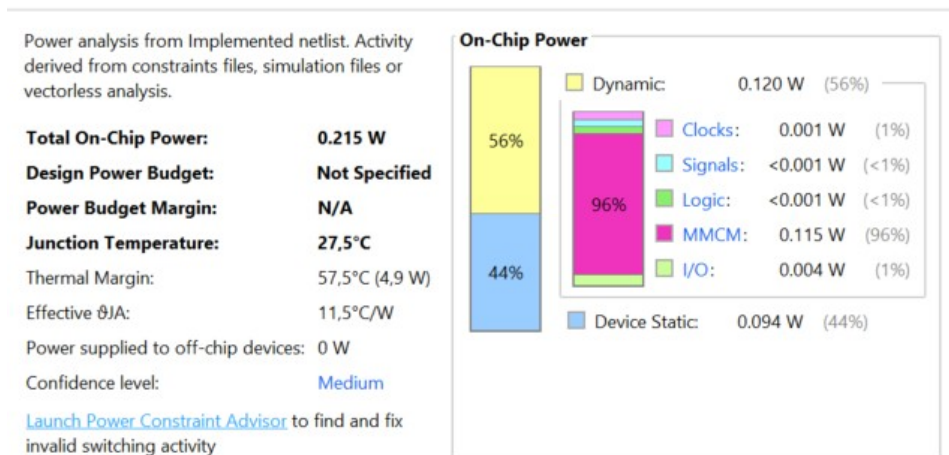 Power analysis from Implemented netlist. Activity
derived from constraints files, simulation files or
vectorless analysis.
Total On-Chip Power: 0.215 W
Design Power Budget: Not Specified
Power Budget Margin: N/A
Junction Temperature: 27,5°C
Thermal Margin: 57,5°C (4,9 W)
Effective ϑJA: 11,5°C/W
Power supplied to off-chip devices: 0 W
Confidence level: Medium
Launch Power Constraint Advisor to find and fix
invalid switching activity
On-Chip Power
56%
44%
Dynamic: 0.120 W (56%)
96%
Clocks: 0.001 W (1%)
Signals: <0.001 W (<1%)
Logic: <0.001 W (<1%)
MMCM: 0.115 W (96%)
I/O: 0.004 W (1%)
Device Static: 0.094 W (44%)